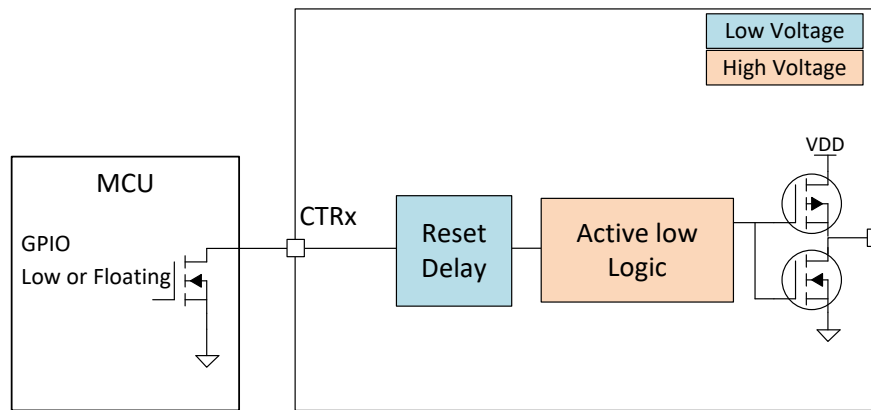 Low Voltage
High Voltage
VDD
MCU
CTRx
GPIO
Low or Floating
Reset
Delay
Active low
Logic